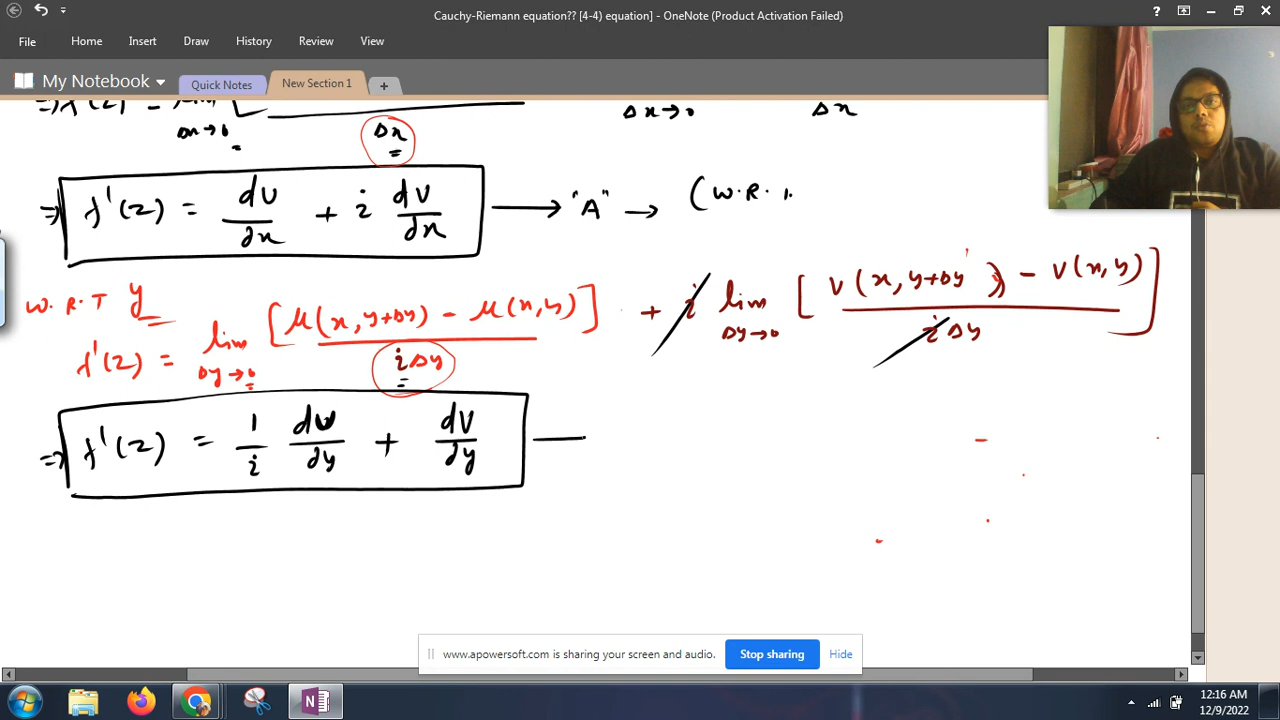 Cauchy-Riemann equation?? [4-4) equation] - OneNote (Product Activation Failed)
File Home Insert Draw History Review View
My Notebook Quick Notes New Section 1
Δx→0 Δx Δx→0 Δx
⇒ f'(z) = du/dx + i dv/dx → "A" → (W.R.
W.R.T y
f'(z) = lim Δy→0 [u(x, y+Δy) - u(x,y)] / iΔy + i lim Δy→0 [v(x, y+Δy) - v(x,y)] / iΔy
⇒ f'(z) = 1/i du/dy + dv/dy —
www.apowersoft.com is sharing your screen and audio. Stop sharing Hide
12:16 AM
12/9/2022